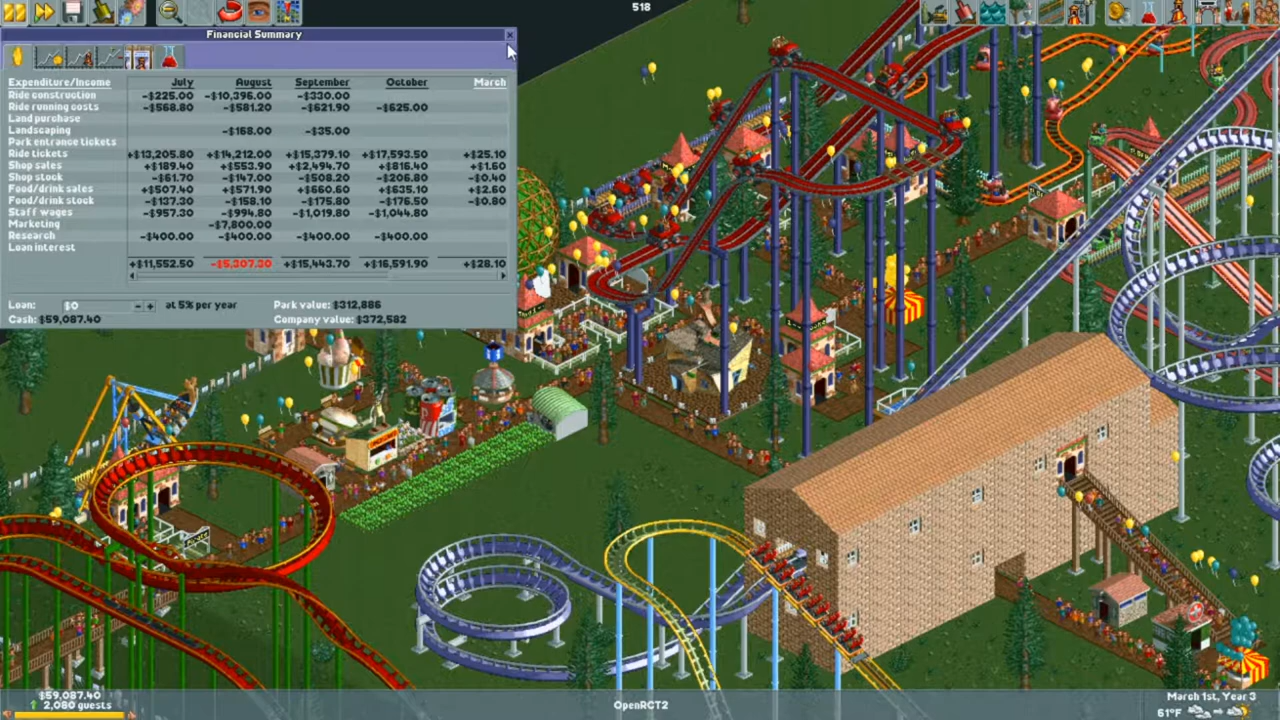 518
Financial Summary
Expenditure/Income July August September October March
Ride construction -$225.00 -$10,396.00 -$330.00
Ride running costs -$568.80 -$581.20 -$621.90 -$625.00
Land purchase
Landscaping -$168.00 -$35.00
Park entrance tickets
Ride tickets +$13,205.80 +$14,212.00 +$15,379.10 +$17,593.50 +$25.10
Shop sales +$189.40 +$553.90 +$2,494.70 +$816.40 +$1.60
Shop stock -$61.70 -$147.00 -$508.20 -$206.80 -$0.40
Food/drink sales +$507.40 +$571.90 +$660.60 +$635.10 +$2.60
Food/drink stock -$137.30 -$158.10 -$175.80 -$176.50 -$0.80
Staff wages -$957.30 -$994.80 -$1,019.80 -$1,044.80
Marketing -$7,800.00
Research -$400.00 -$400.00 -$400.00 -$400.00
Loan interest
+$11,552.50 -$5,307.30 +$15,443.70 +$16,591.90 +$28.10
Loan: $0 - + at 5% per year Park value: $312,886
Cash: $59,087.40 Company value: $372,582
$59,087.40
2,080 guests
OpenRCT2
March 1st, Year 3
61°F